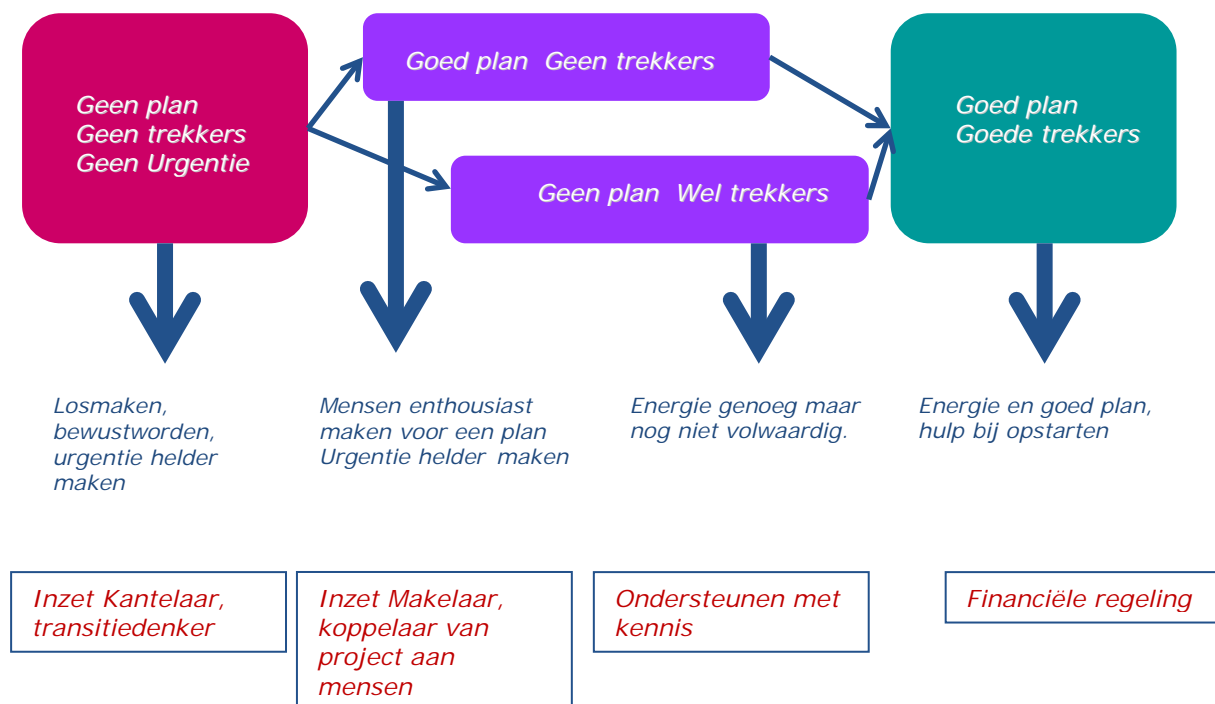 Geen plan
Geen trekkers
Geen Urgentie
Goed plan Geen trekkers
Geen plan Wel trekkers
Goed plan
Goede trekkers
Losmaken,
bewustworden,
urgentie helder
maken
Mensen enthousiast
maken voor een plan
Urgentie helder maken
Energie genoeg maar
nog niet volwaardig.
Energie en goed plan,
hulp bij opstarten
Inzet Kantelaar,
transitiedenker
Inzet Makelaar,
koppelaar van
project aan
mensen
Ondersteunen met
kennis
Financiële regeling